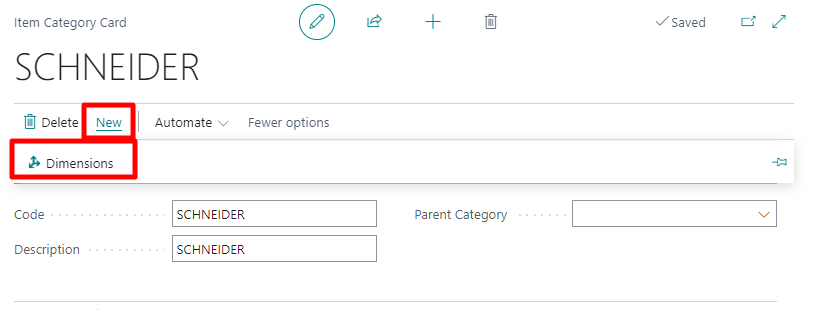 Item Category Card
Saved
SCHNEIDER
Delete New Automate Fewer options
Dimensions
Code SCHNEIDER Parent Category
Description SCHNEIDER